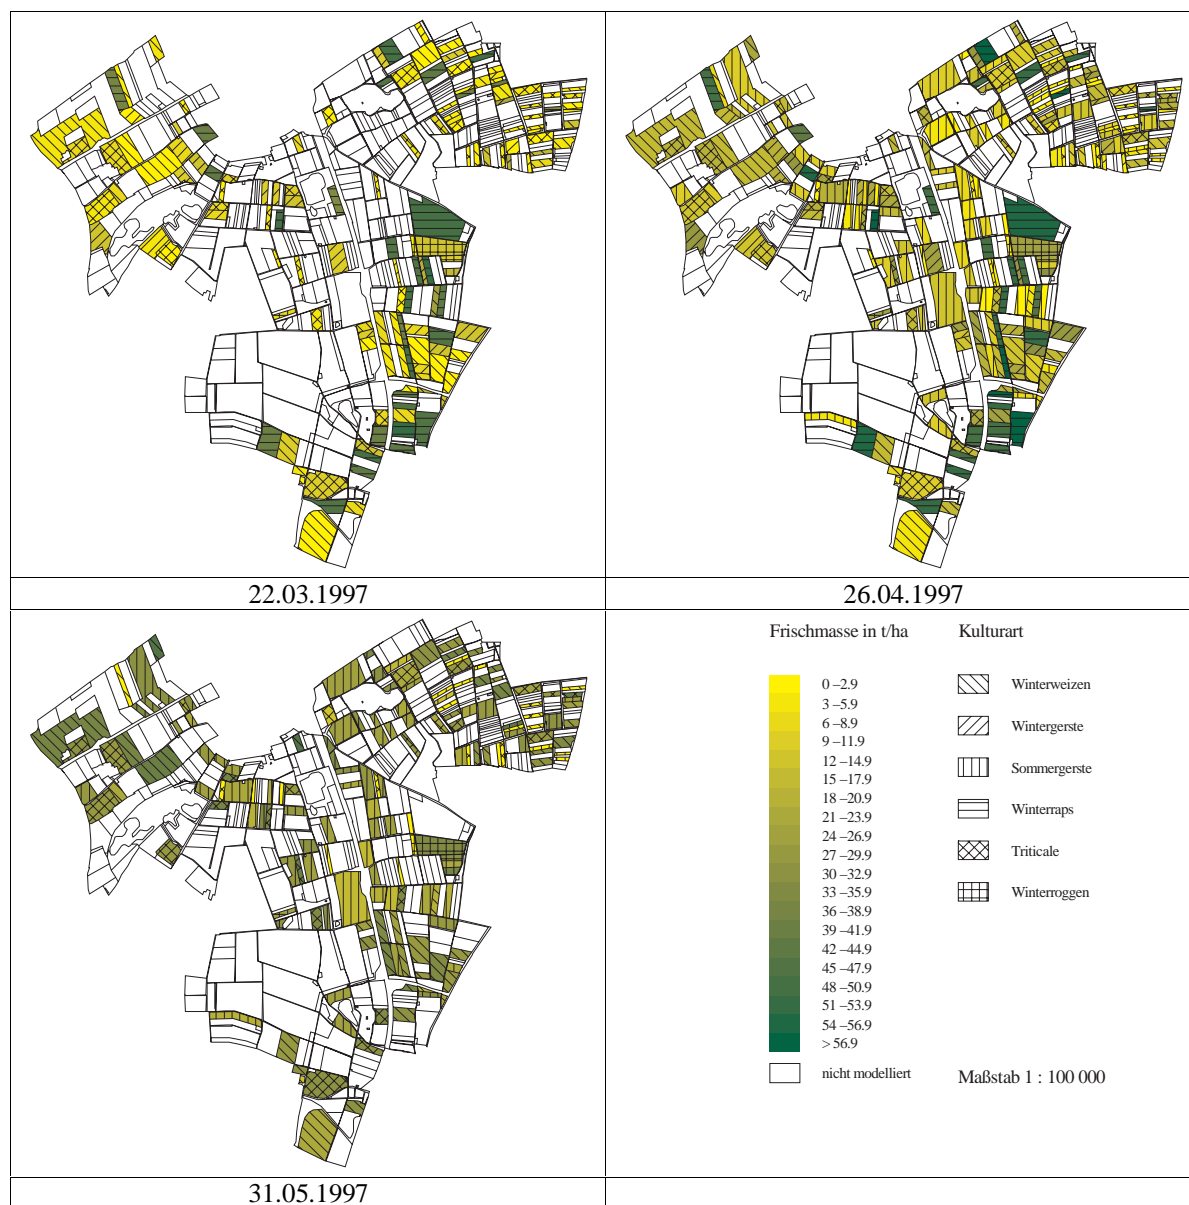 22.03.1997
26.04.1997
Frischmasse in t/ha
Kulturart
0 –2.9
3 –5.9
6 –8.9
9 –11.9
12 –14.9
15 –17.9
18 –20.9
21 –23.9
24 –26.9
27 –29.9
30 –32.9
33 –35.9
36 –38.9
39 –41.9
42 –44.9
45 –47.9
48 –50.9
51 –53.9
54 –56.9
> 56.9
nicht modelliert
Winterweizen
Wintergerste
Sommergerste
Winterraps
Triticale
Winterroggen
Maßstab 1 : 100 000
31.05.1997